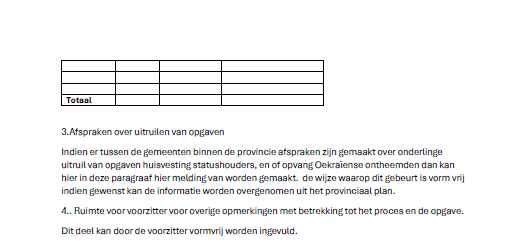 Totaal
3.Afspraken over uitruilen van opgaven
Indien er tussen de gemeenten binnen de provincie afspraken zijn gemaakt over onderlinge
uitruil van opgaven huisvesting statushouders, en of opvang Oekraïense ontheemden dan kan
hier in deze paragraaf hier melding van worden gemaakt. de wijze waarop dit gebeurt is vorm vrij
indien gewenst kan de informatie worden overgenomen uit het provinciaal plan.
4.. Ruimte voor voorzitter voor overige opmerkingen met betrekking tot het proces en de opgave.
Dit deel kan door de voorzitter vormvrij worden ingevuld.